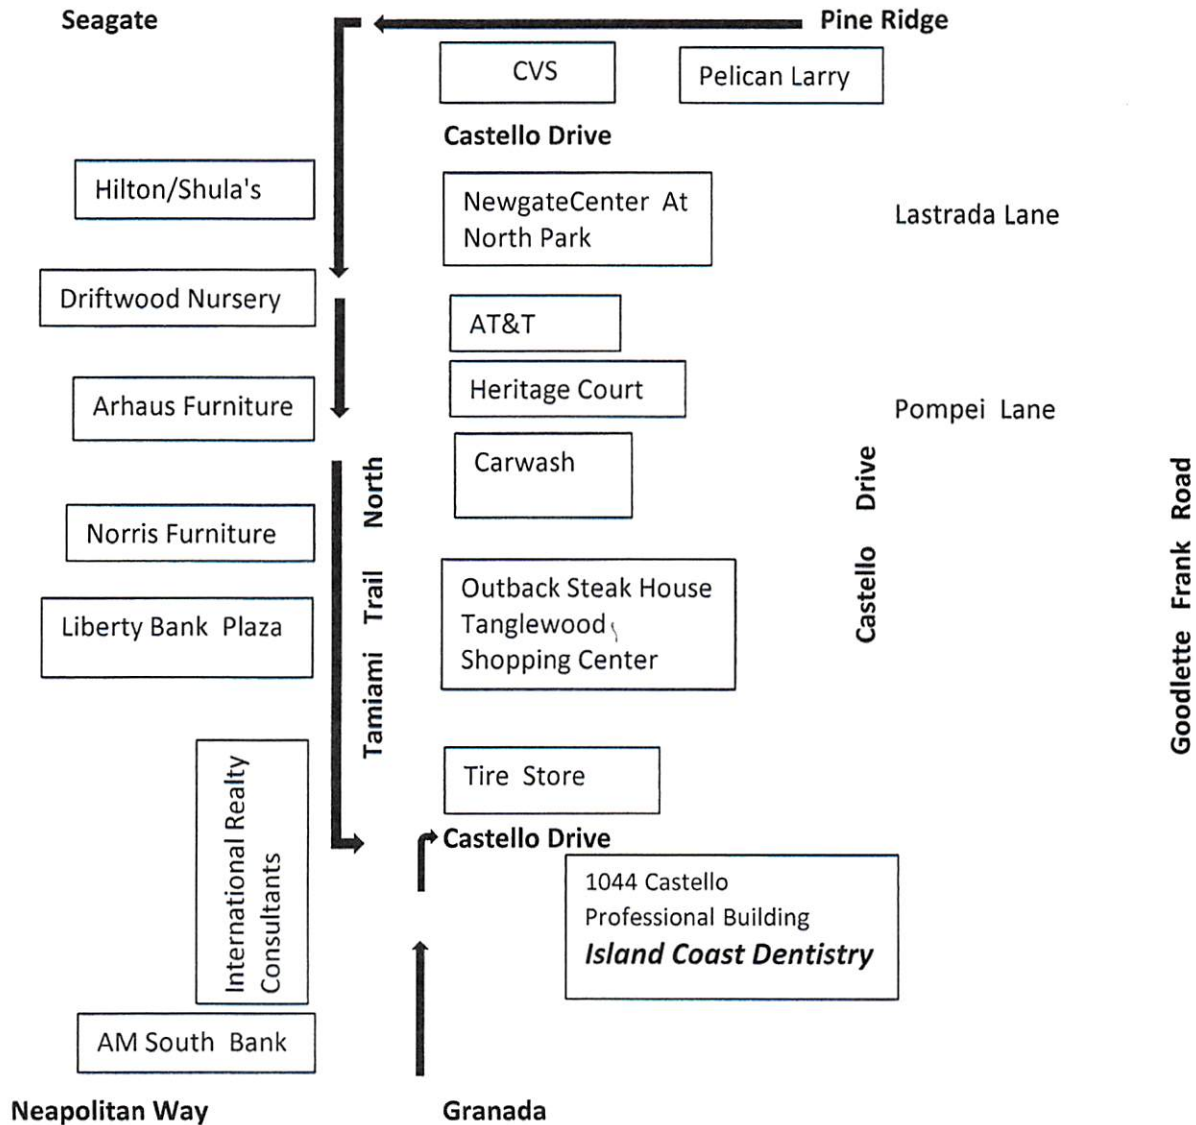 Seagate
Pine Ridge
CVS
Pelican Larry
Castello Drive
Hilton/Shula's
NewgateCenter At
North Park
Lastrada Lane
Driftwood Nursery
AT&T
Heritage Court
Arhaus Furniture
Pompei Lane
Carwash
Norris Furniture
Tamiami Trail North
Castello Drive
Goodlette Frank Road
Outback Steak House
Tanglewood
Shopping Center
Liberty Bank Plaza
International Realty
Consultants
Tire Store
Castello Drive
1044 Castello
Professional Building
Island Coast Dentistry
AM South Bank
Neapolitan Way
Granada